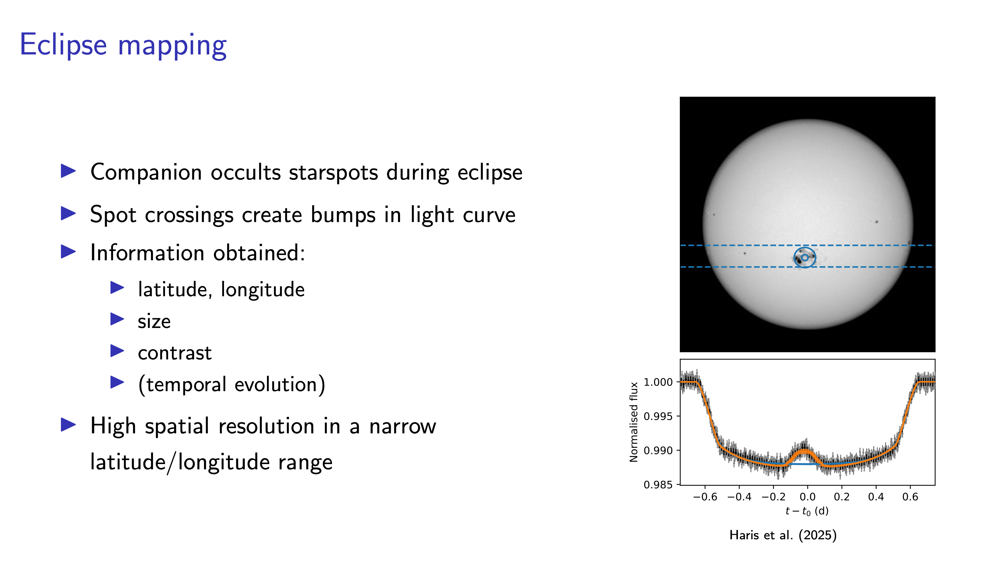 Eclipse mapping
Companion occults starspots during eclipse
Spot crossings create bumps in light curve
Information obtained:
latitude, longitude
size
contrast
(temporal evolution)
High spatial resolution in a narrow
latitude/longitude range
Normalised flux
1.000
0.995
0.990
0.985
−0.6 −0.4 −0.2 0.0 0.2 0.4 0.6
t − t₀ (d)
Haris et al. (2025)